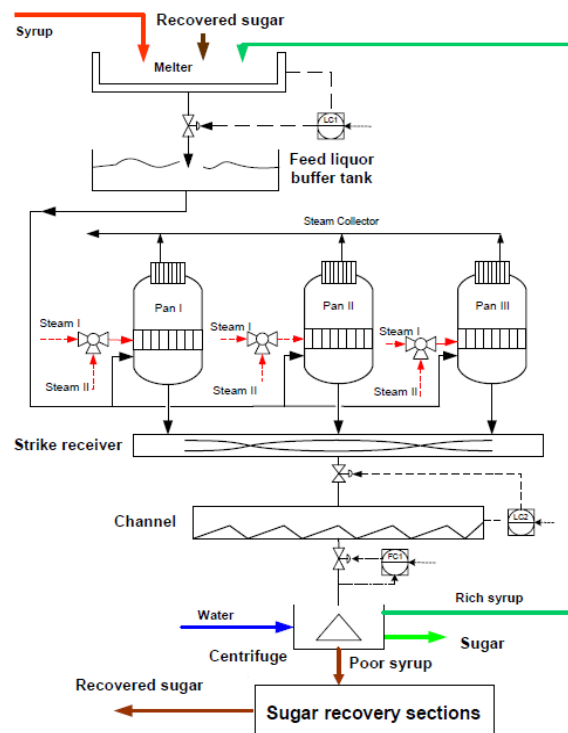 Recovered sugar
Syrup
Melter
LC1
Feed liquor
buffer tank
Steam Collector
Pan I
Pan II
Pan III
Steam I
Steam I
Steam I
Steam II
Steam II
Steam II
Strike receiver
Channel
LC2
FC1
Rich syrup
Water
Sugar
Centrifuge
Poor syrup
Recovered sugar
Sugar recovery sections